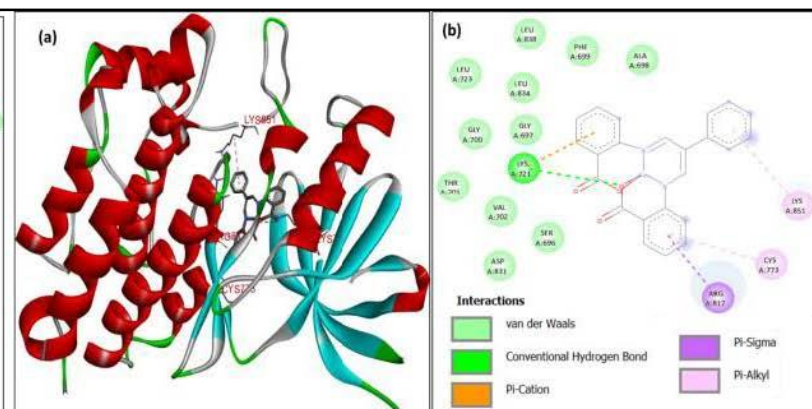 (a)
LYS851
CYS773
(b)
LEU
A:838
PHE
A:699
ALA
A:698
LEU
A:723
LEU
A:834
GLY
A:700
GLY
A:697
LYS
A:721
THR
VAL
A:702
SER
A:696
ASP
A:831
LYS
A:851
CYS
A:773
ARG
A:817
Interactions
van der Waals
Conventional Hydrogen Bond
Pi-Cation
Pi-Sigma
Pi-Alkyl